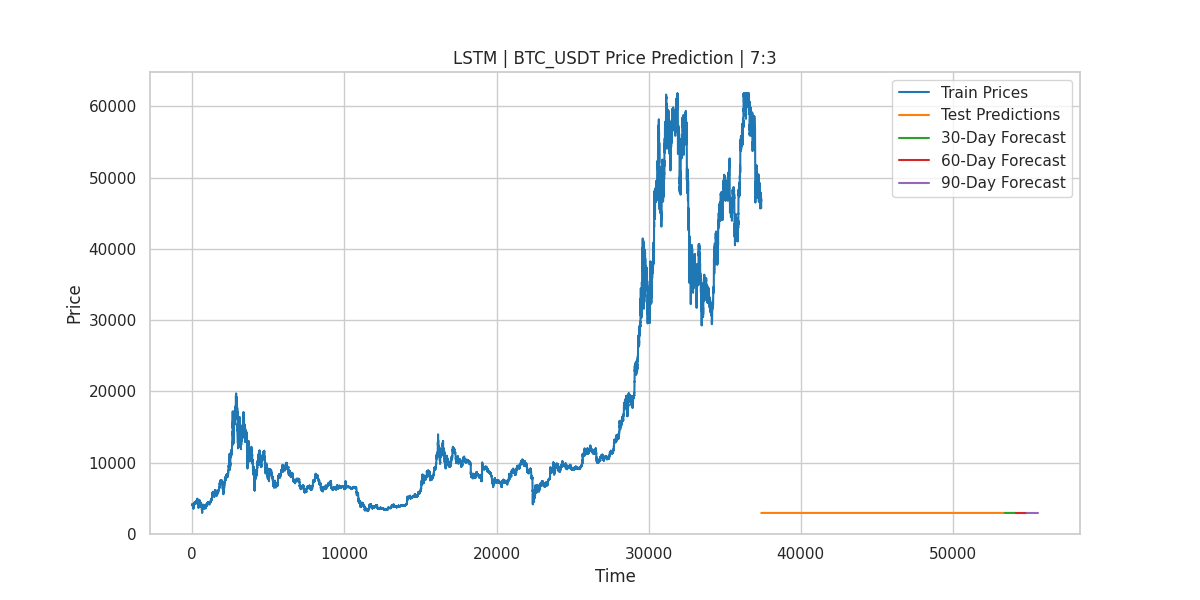 LSTM | BTC_USDT Price Prediction | 7:3
Train Prices
Test Predictions
30-Day Forecast
60-Day Forecast
90-Day Forecast
Price
60000
50000
40000
30000
20000
10000
0
0 10000 20000 30000 40000 50000
Time